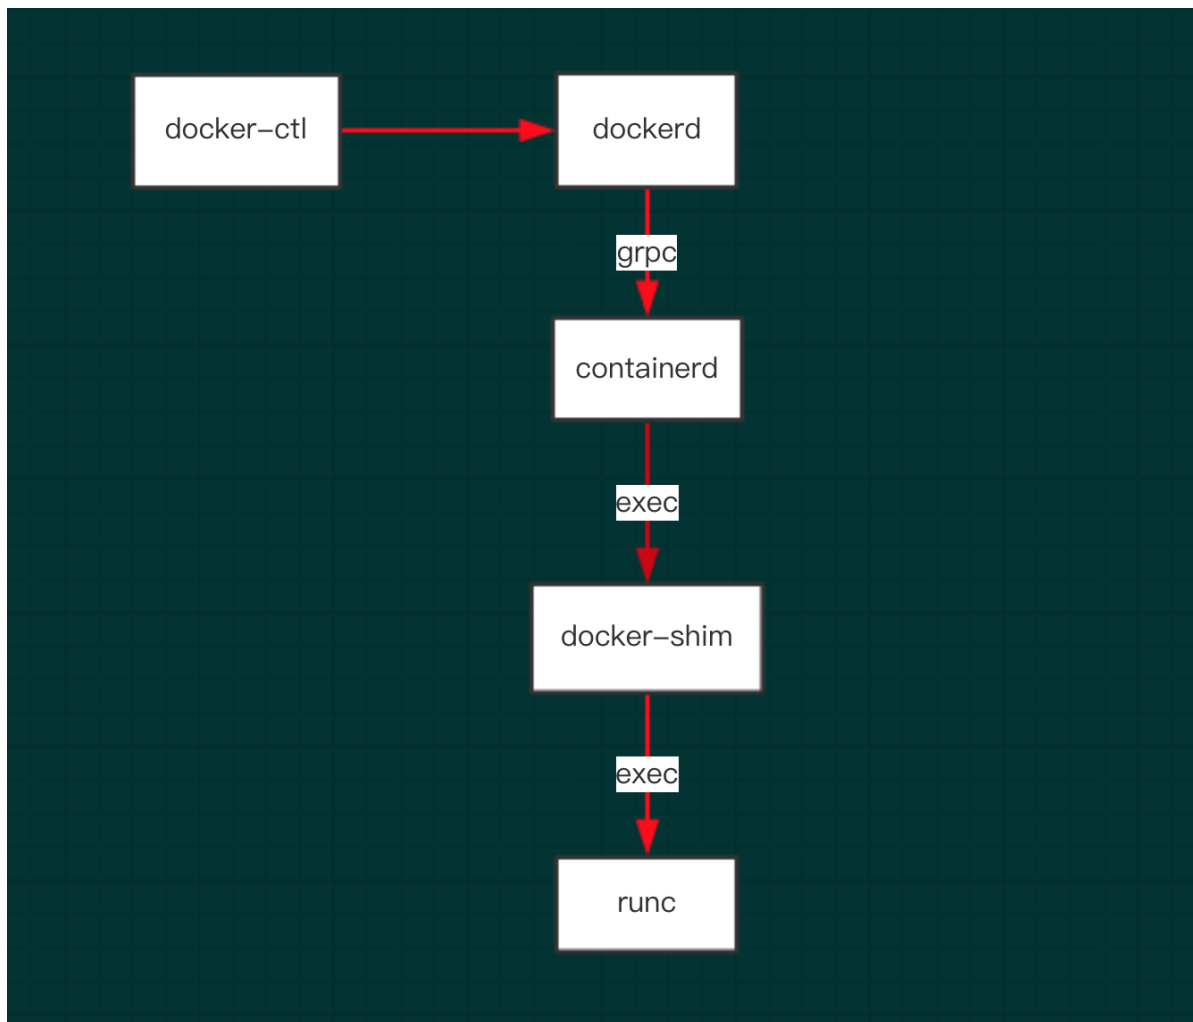 docker-ctl
dockerd
grpc
containerd
exec
docker-shim
exec
runc